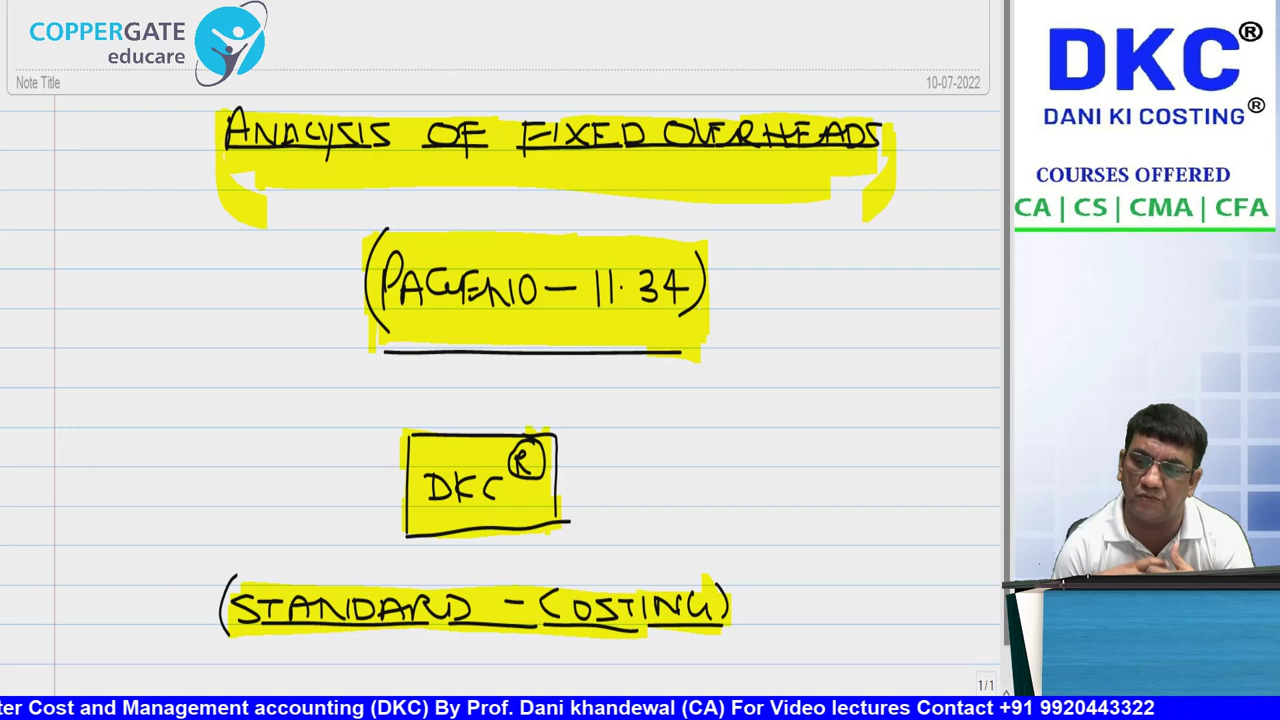 COPPERGATE
educare
Note Title
10-07-2022
ANALYSIS OF FIXED OVERHEADS
(PAGE NO - 11.34)
DKC ®
(STANDARD - COSTING)
1/1
DKC®
DANI KI COSTING®
COURSES OFFERED
CA | CS | CMA | CFA
ter Cost and Management accounting (DKC) By Prof. Dani khandewal (CA) For Video lectures Contact +91 9920443322